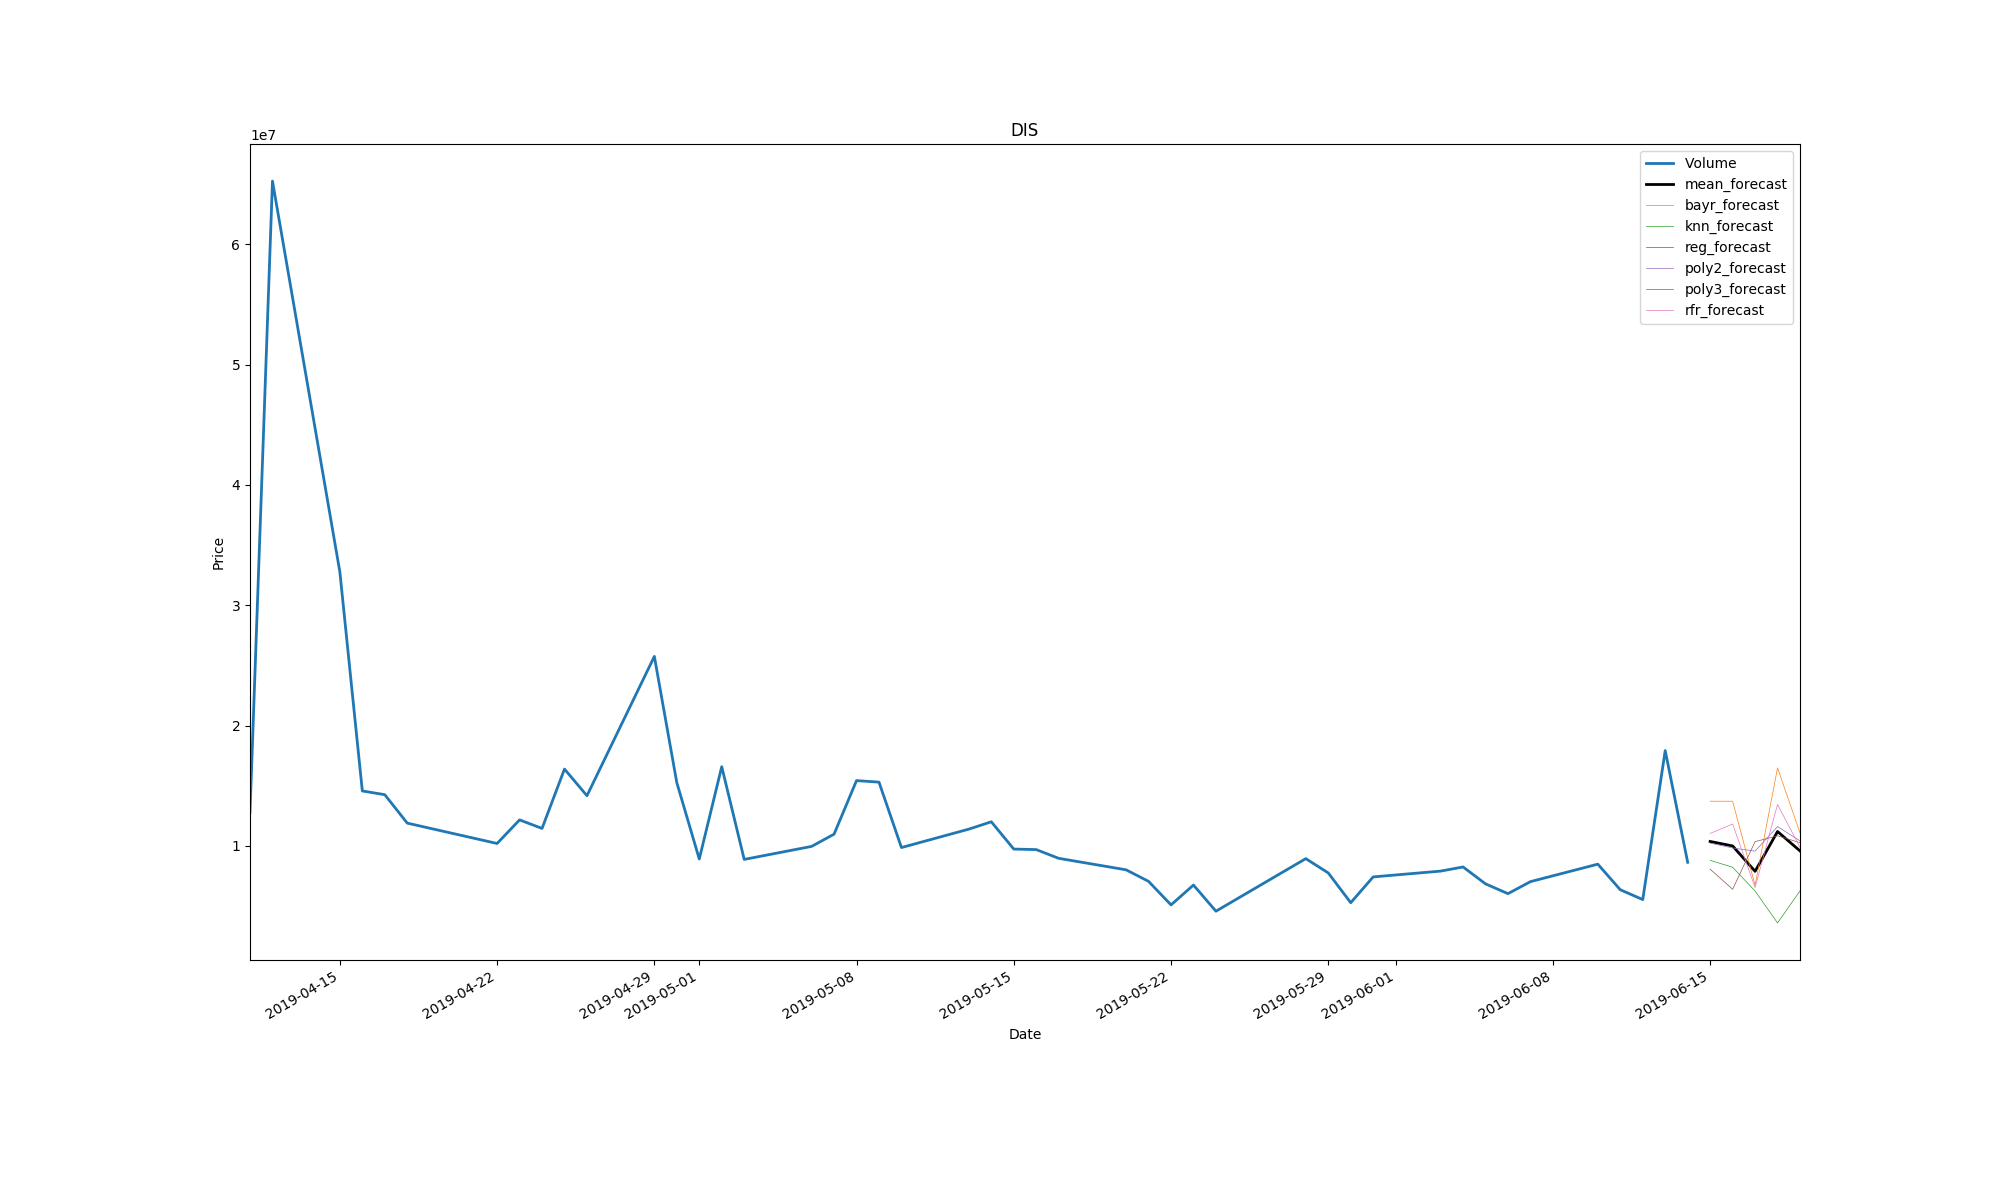 DIS
1e7
Volume
mean_forecast
bayr_forecast
knn_forecast
reg_forecast
poly2_forecast
poly3_forecast
rfr_forecast
6
5
4
3
2
1
Price
2019-04-15
2019-04-22
2019-04-29
2019-05-01
2019-05-08
2019-05-15
2019-05-22
2019-05-29
2019-06-01
2019-06-08
2019-06-15
Date